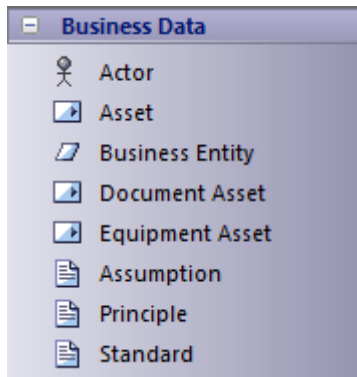 Business Data
Actor
Asset
Business Entity
Document Asset
Equipment Asset
Assumption
Principle
Standard